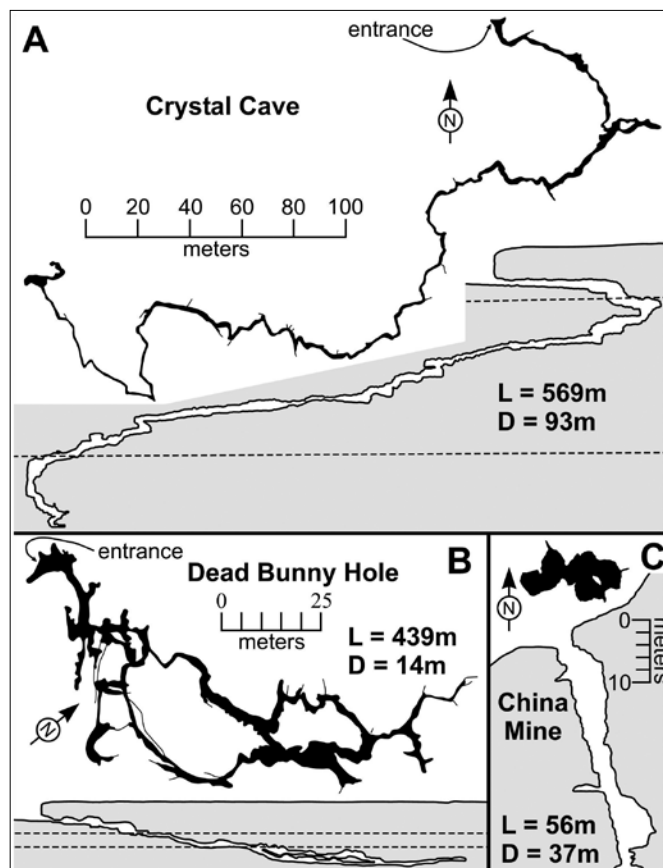 A
entrance
Crystal Cave
N
0 20 40 60 80 100
meters
L = 569m
D = 93m
B
entrance
Dead Bunny Hole
0 25
meters
L = 439m
D = 14m
N
C
N
0
10
meters
China
Mine
L = 56m
D = 37m